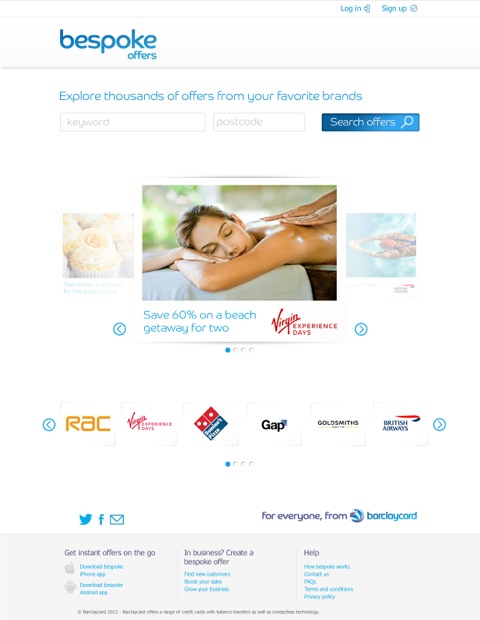 Log in
Sign up
bespoke
offers
Explore thousands of offers from your favorite brands
keyword
postcode
Search offers
Two dozen cupcakes
for the price of one
Save 60% on a beach
getaway for two
Virgin
EXPERIENCE
DAYS
RAC
Virgin
EXPERIENCE
DAYS
Domino's
Pizza
Gap
GOLDSMITHS
BRITISH
AIRWAYS
for everyone, from barclaycard
Get instant offers on the go
Download bespoke
iPhone app
Download bespoke
Android app
In business? Create a
bespoke offer
Find new customers
Boost your sales
Grow your business
Help
How bespoke works
Contact us
FAQs
Terms and conditions
Privacy policy
© Barclaycard 2012 - Barclaycard offers a range of credit cards with balance transfers as well as contactless technology.